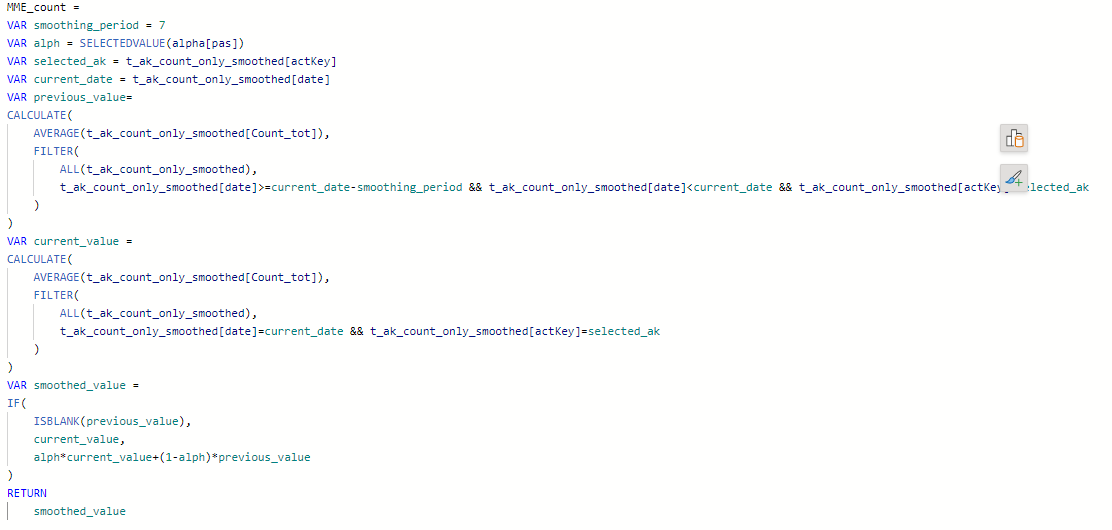 MME_count =
VAR smoothing_period = 7
VAR alph = SELECTEDVALUE(alpha[pas])
VAR selected_ak = t_ak_count_only_smoothed[actKey]
VAR current_date = t_ak_count_only_smoothed[date]
VAR previous_value=
CALCULATE(
AVERAGE(t_ak_count_only_smoothed[Count_tot]),
FILTER(
ALL(t_ak_count_only_smoothed),
t_ak_count_only_smoothed[date]>=current_date-smoothing_period && t_ak_count_only_smoothed[date]<current_date && t_ak_count_only_smoothed[actKey lected_ak
)
)
VAR current_value =
CALCULATE(
AVERAGE(t_ak_count_only_smoothed[Count_tot]),
FILTER(
ALL(t_ak_count_only_smoothed),
t_ak_count_only_smoothed[date]=current_date && t_ak_count_only_smoothed[actKey]=selected_ak
)
)
VAR smoothed_value =
IF(
ISBLANK(previous_value),
current_value,
alph*current_value+(1-alph)*previous_value
)
RETURN
smoothed_value